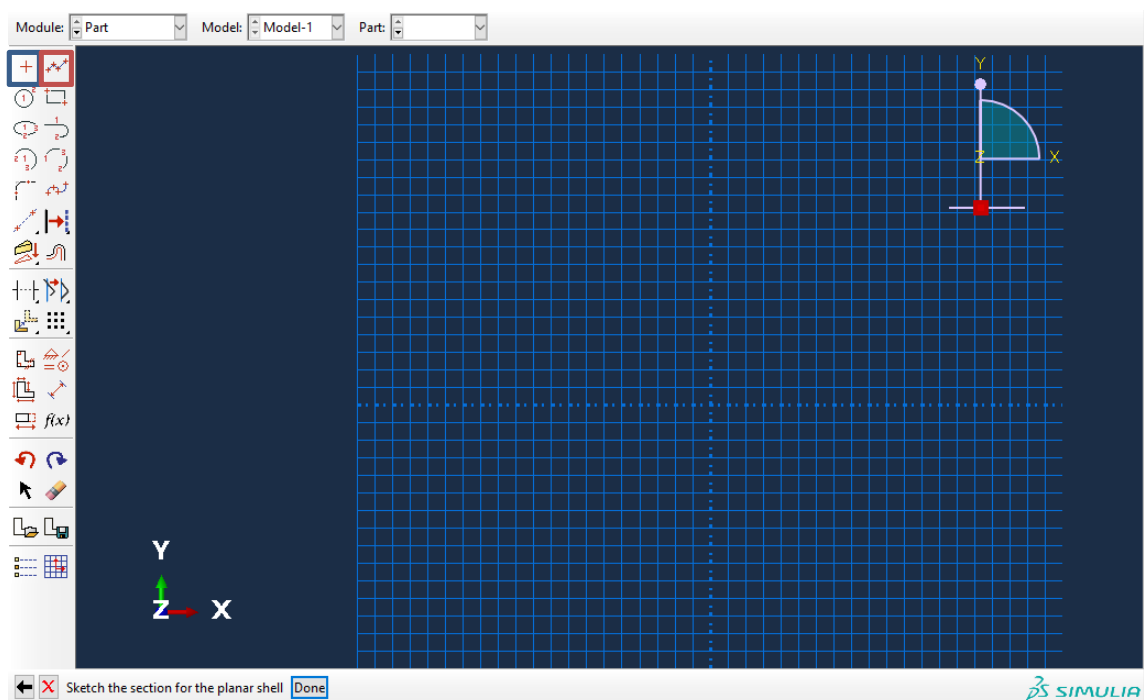 Module: Part Model: Model-1 Part:
Y
Z X
f(x)
Y
Z X
Sketch the section for the planar shell Done
SIMULIA